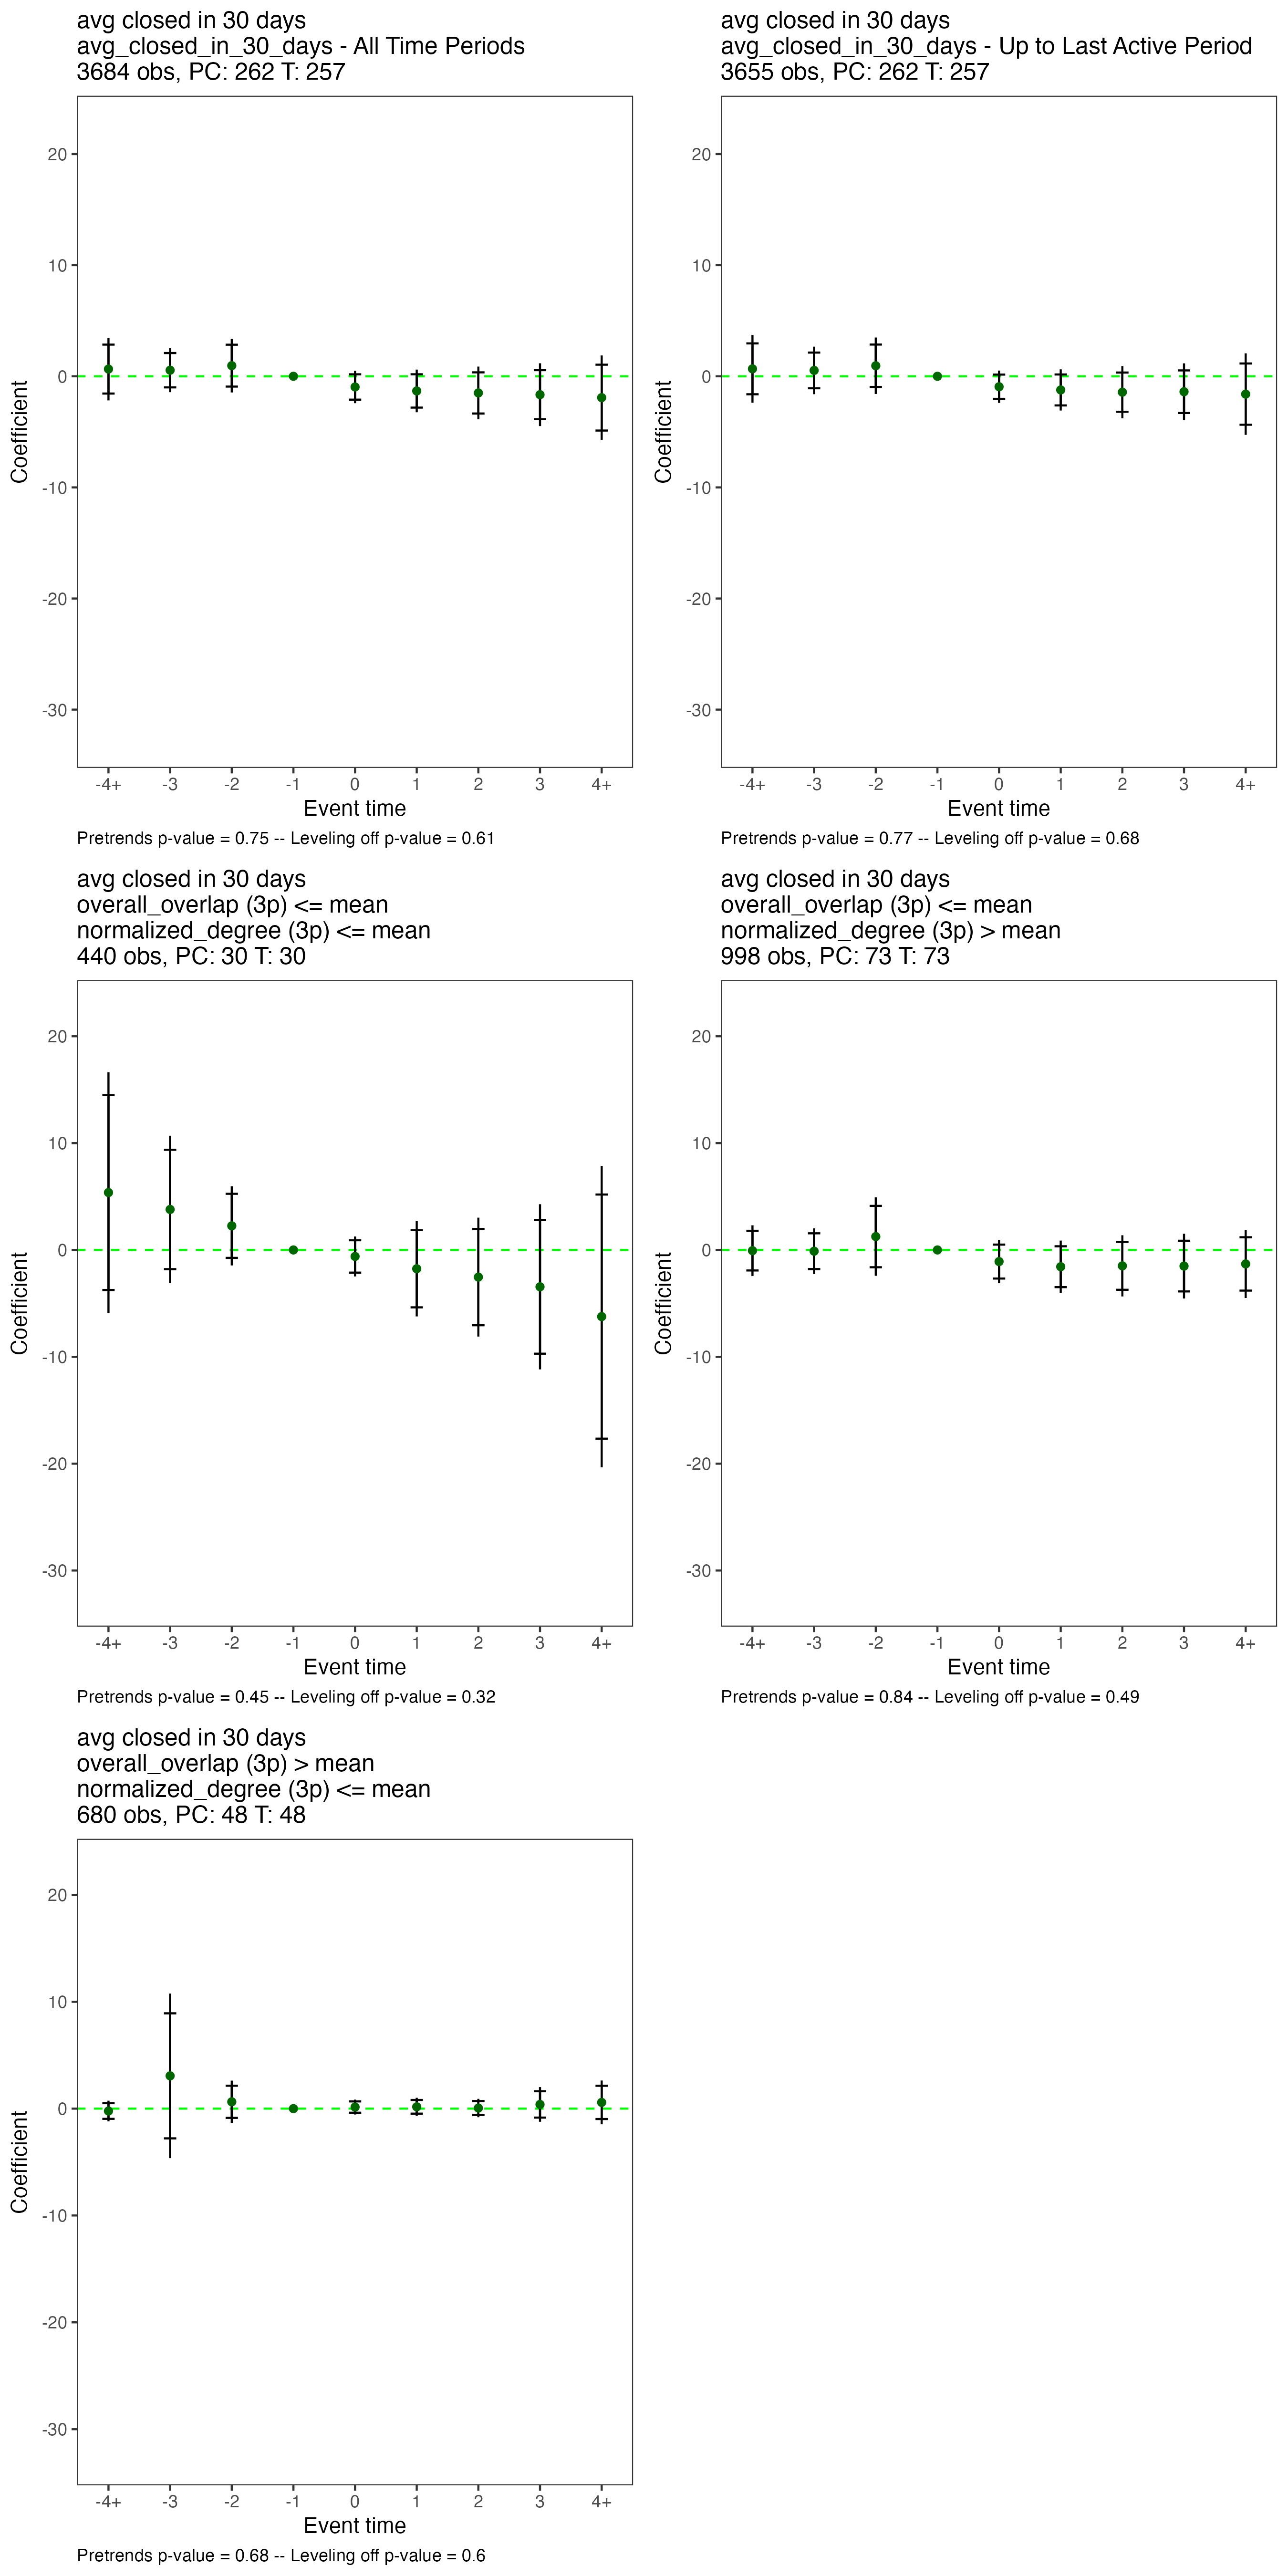 avg closed in 30 days
avg_closed_in_30_days - All Time Periods
3684 obs, PC: 262 T: 257
20
10
0
-10
-20
-30
Coefficient
-4+ -3 -2 -1 0 1 2 3 4+
Event time
Pretrends p-value = 0.75 -- Leveling off p-value = 0.61
avg closed in 30 days
avg_closed_in_30_days - Up to Last Active Period
3655 obs, PC: 262 T: 257
20
10
0
-10
-20
-30
Coefficient
-4+ -3 -2 -1 0 1 2 3 4+
Event time
Pretrends p-value = 0.77 -- Leveling off p-value = 0.68
avg closed in 30 days
overall_overlap (3p) <= mean
normalized_degree (3p) <= mean
440 obs, PC: 30 T: 30
20
10
0
-10
-20
-30
Coefficient
-4+ -3 -2 -1 0 1 2 3 4+
Event time
Pretrends p-value = 0.45 -- Leveling off p-value = 0.32
avg closed in 30 days
overall_overlap (3p) <= mean
normalized_degree (3p) > mean
998 obs, PC: 73 T: 73
20
10
0
-10
-20
-30
Coefficient
-4+ -3 -2 -1 0 1 2 3 4+
Event time
Pretrends p-value = 0.84 -- Leveling off p-value = 0.49
avg closed in 30 days
overall_overlap (3p) > mean
normalized_degree (3p) <= mean
680 obs, PC: 48 T: 48
20
10
0
-10
-20
-30
Coefficient
-4+ -3 -2 -1 0 1 2 3 4+
Event time
Pretrends p-value = 0.68 -- Leveling off p-value = 0.6